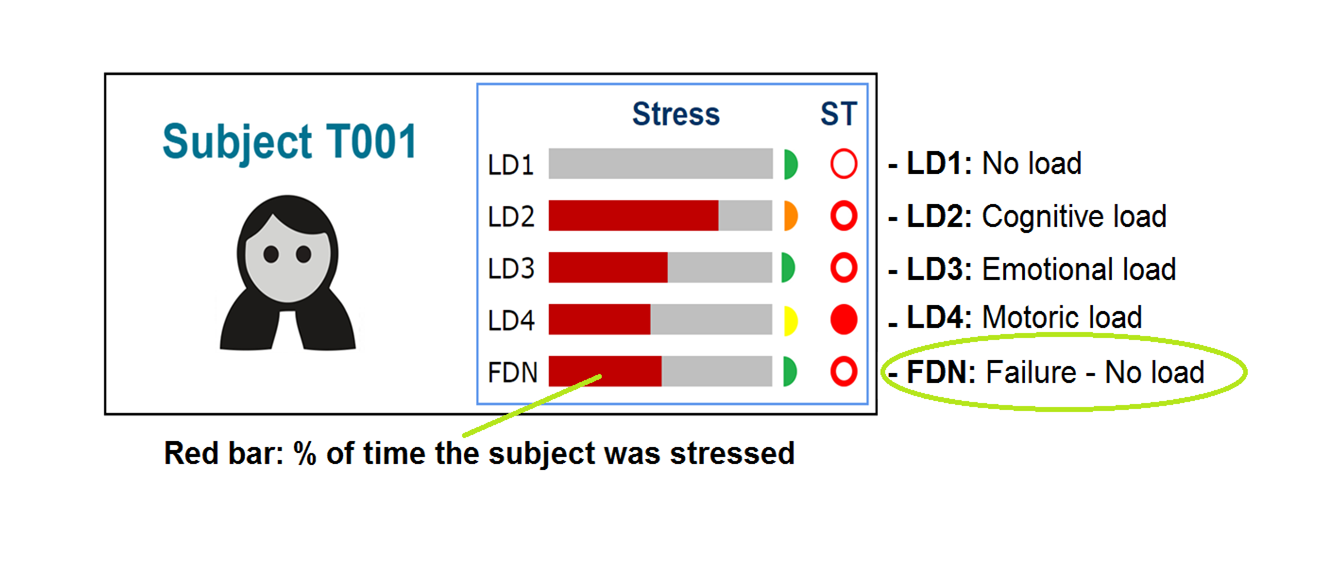 Subject T001
Stress ST
LD1
LD2
LD3
LD4
FDN
- LD1: No load
- LD2: Cognitive load
- LD3: Emotional load
- LD4: Motoric load
- FDN: Failure - No load
Red bar: % of time the subject was stressed